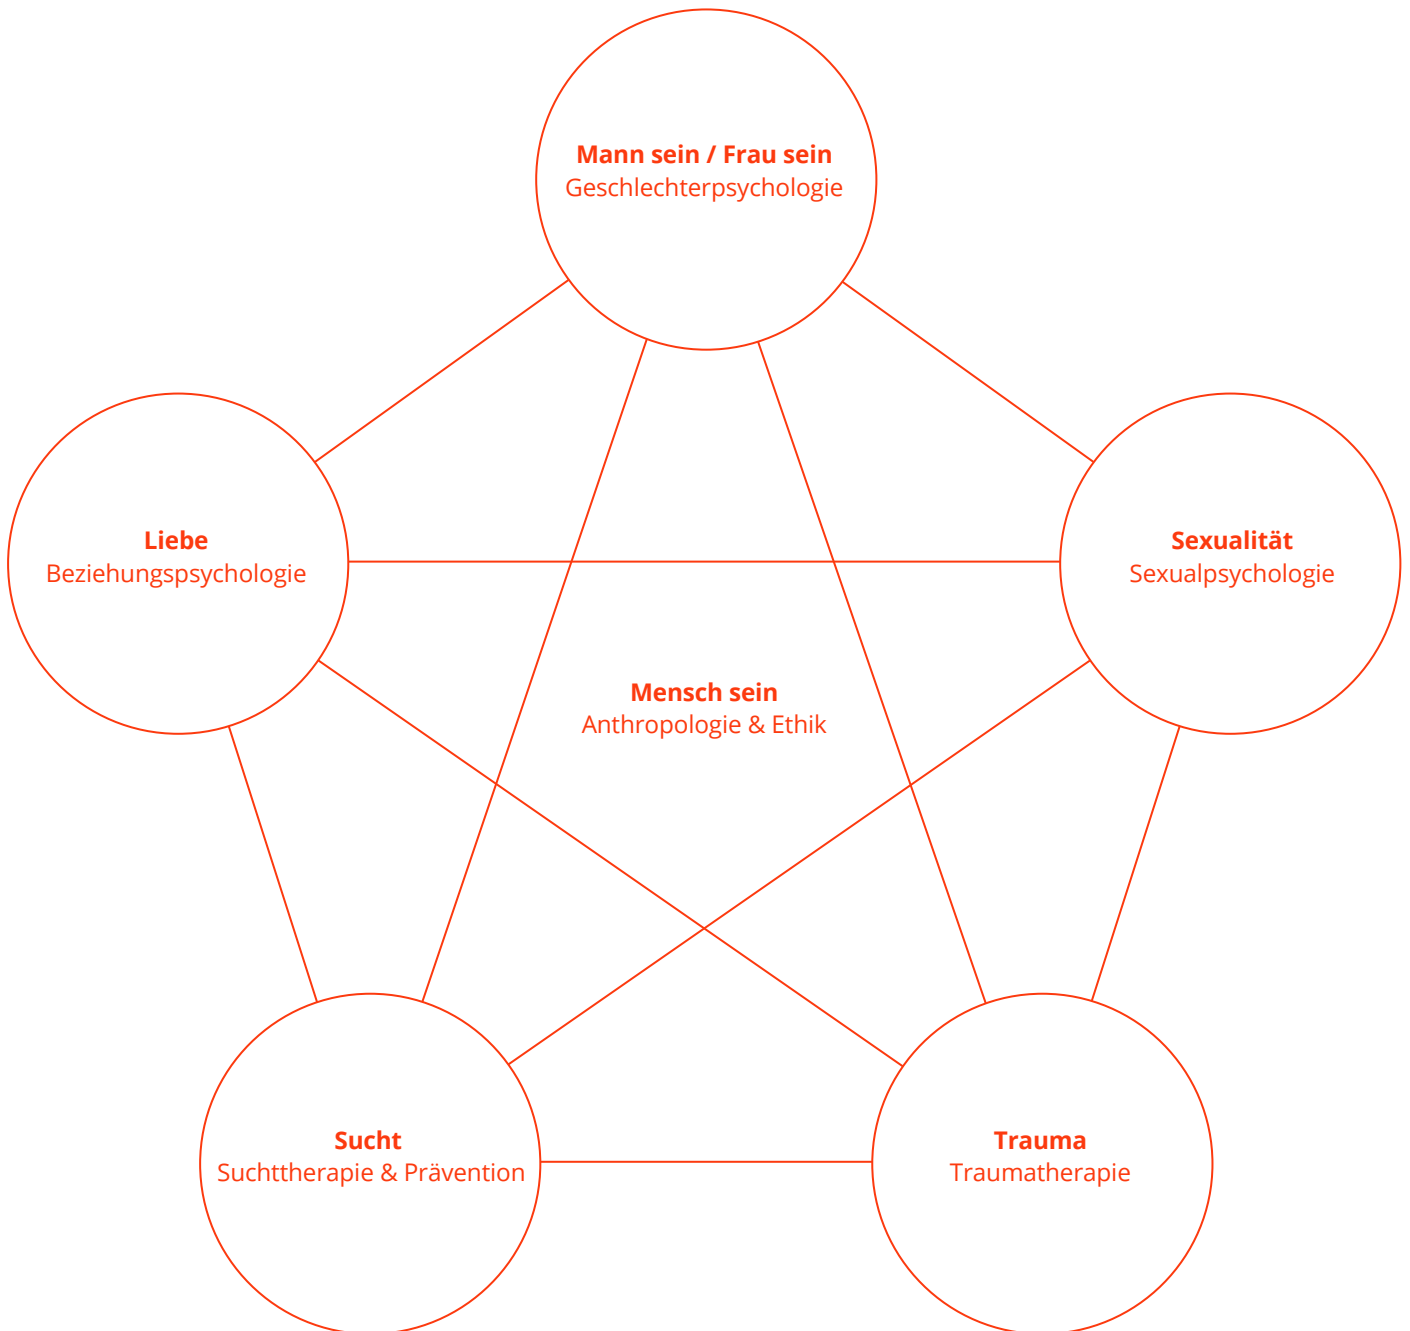 Mann sein / Frau sein
Geschlechterpsychologie
Liebe
Beziehungspsychologie
Sexualität
Sexualpsychologie
Mensch sein
Anthropologie & Ethik
Sucht
Suchttherapie & Prävention
Trauma
Traumatherapie